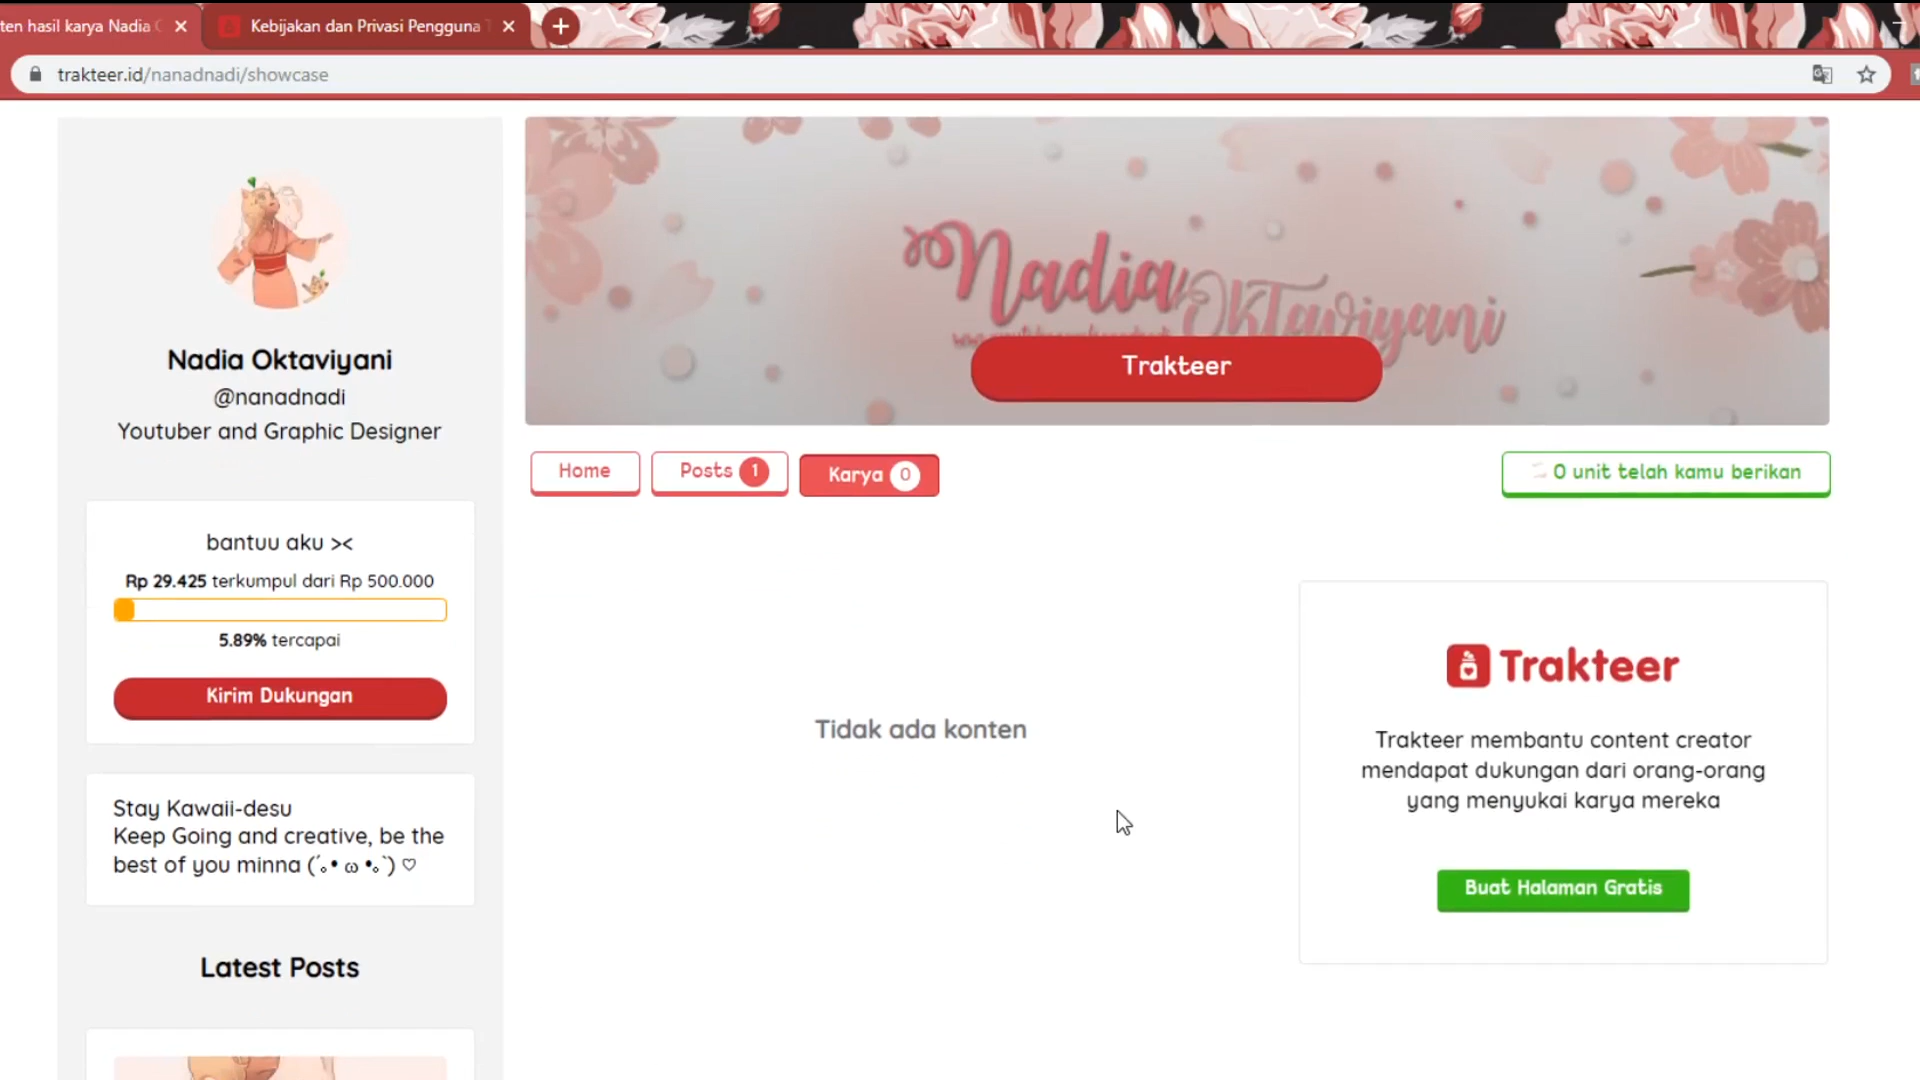 ten hasil karya Nadia
Kebijakan dan Privasi Pengguna
trakteer.id/nanadnadi/showcase
Nadia Oktaviyani
Trakteer
Nadia Oktaviyani
@nanadnadi
Youtuber and Graphic Designer
Home
Posts 1
Karya 0
0 unit telah kamu berikan
bantuu aku ><
Rp 29.425 terkumpul dari Rp 500.000
5.89% tercapai
Kirim Dukungan
Stay Kawaii-desu
Keep Going and creative, be the
best of you minna (´｡• ω •｡`) ♡
Latest Posts
Tidak ada konten
Trakteer
Trakteer membantu content creator
mendapat dukungan dari orang-orang
yang menyukai karya mereka
Buat Halaman Gratis